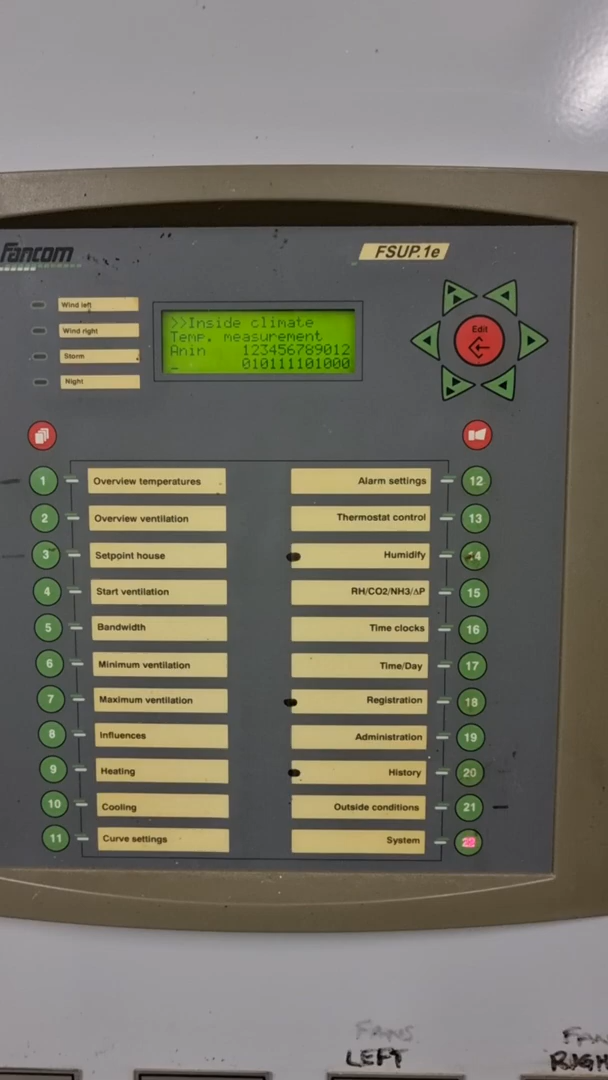 Fancom
FSUP.1e
Wind left
Wind right
Storm
Night
>>Inside climate
Temp. measurement
Anin 123456789012
_ 010111101000
Edit
1 Overview temperatures
2 Overview ventilation
3 Setpoint house
4 Start ventilation
5 Bandwidth
6 Minimum ventilation
7 Maximum ventilation
8 Influences
9 Heating
10 Cooling
11 Curve settings
Alarm settings 12
Thermostat control 13
Humidify 14
RH/CO2/NH3/ΔP 15
Time clocks 16
Time/Day 17
Registration 18
Administration 19
History 20
Outside conditions 21
System 22
FANS
LEFT